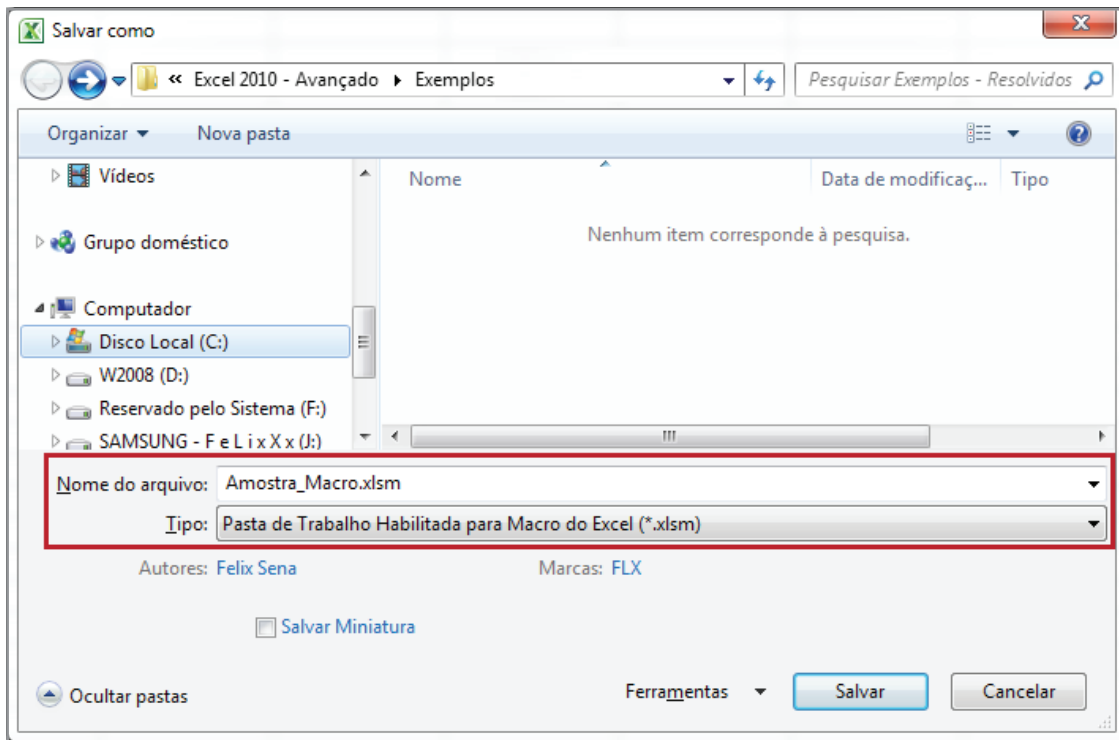 Salvar como
« Excel 2010 - Avançado Exemplos
Pesquisar Exemplos - Resolvidos
Organizar Nova pasta
Vídeos
Grupo doméstico
Computador
Disco Local (C:)
W2008 (D:)
Reservado pelo Sistema (F:)
SAMSUNG - F e L i x X x (J:)
Nome Data de modificaç... Tipo
Nenhum item corresponde à pesquisa.
Nome do arquivo: Amostra_Macro.xlsm
Tipo: Pasta de Trabalho Habilitada para Macro do Excel (*.xlsm)
Autores: Felix Sena Marcas: FLX
Salvar Miniatura
Ocultar pastas Ferramentas Salvar Cancelar